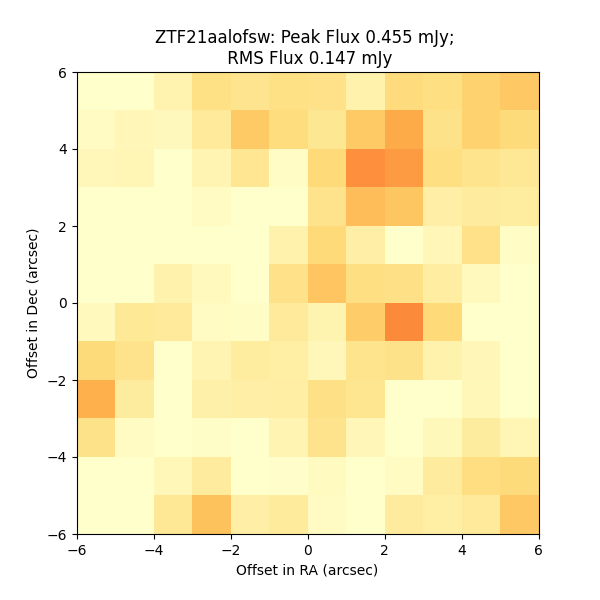 ZTF21aalofsw: Peak Flux 0.455 mJy;
RMS Flux 0.147 mJy
6
4
2
0
−2
−4
−6
Offset in Dec (arcsec)
−6 −4 −2 0 2 4 6
Offset in RA (arcsec)